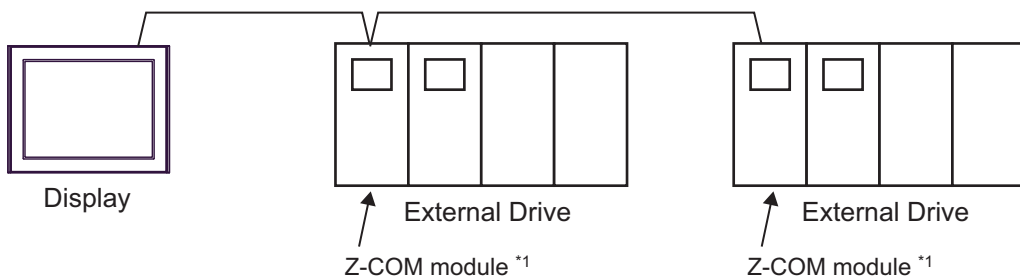 Display
External Drive
External Drive
Z-COM module *1
Z-COM module *1